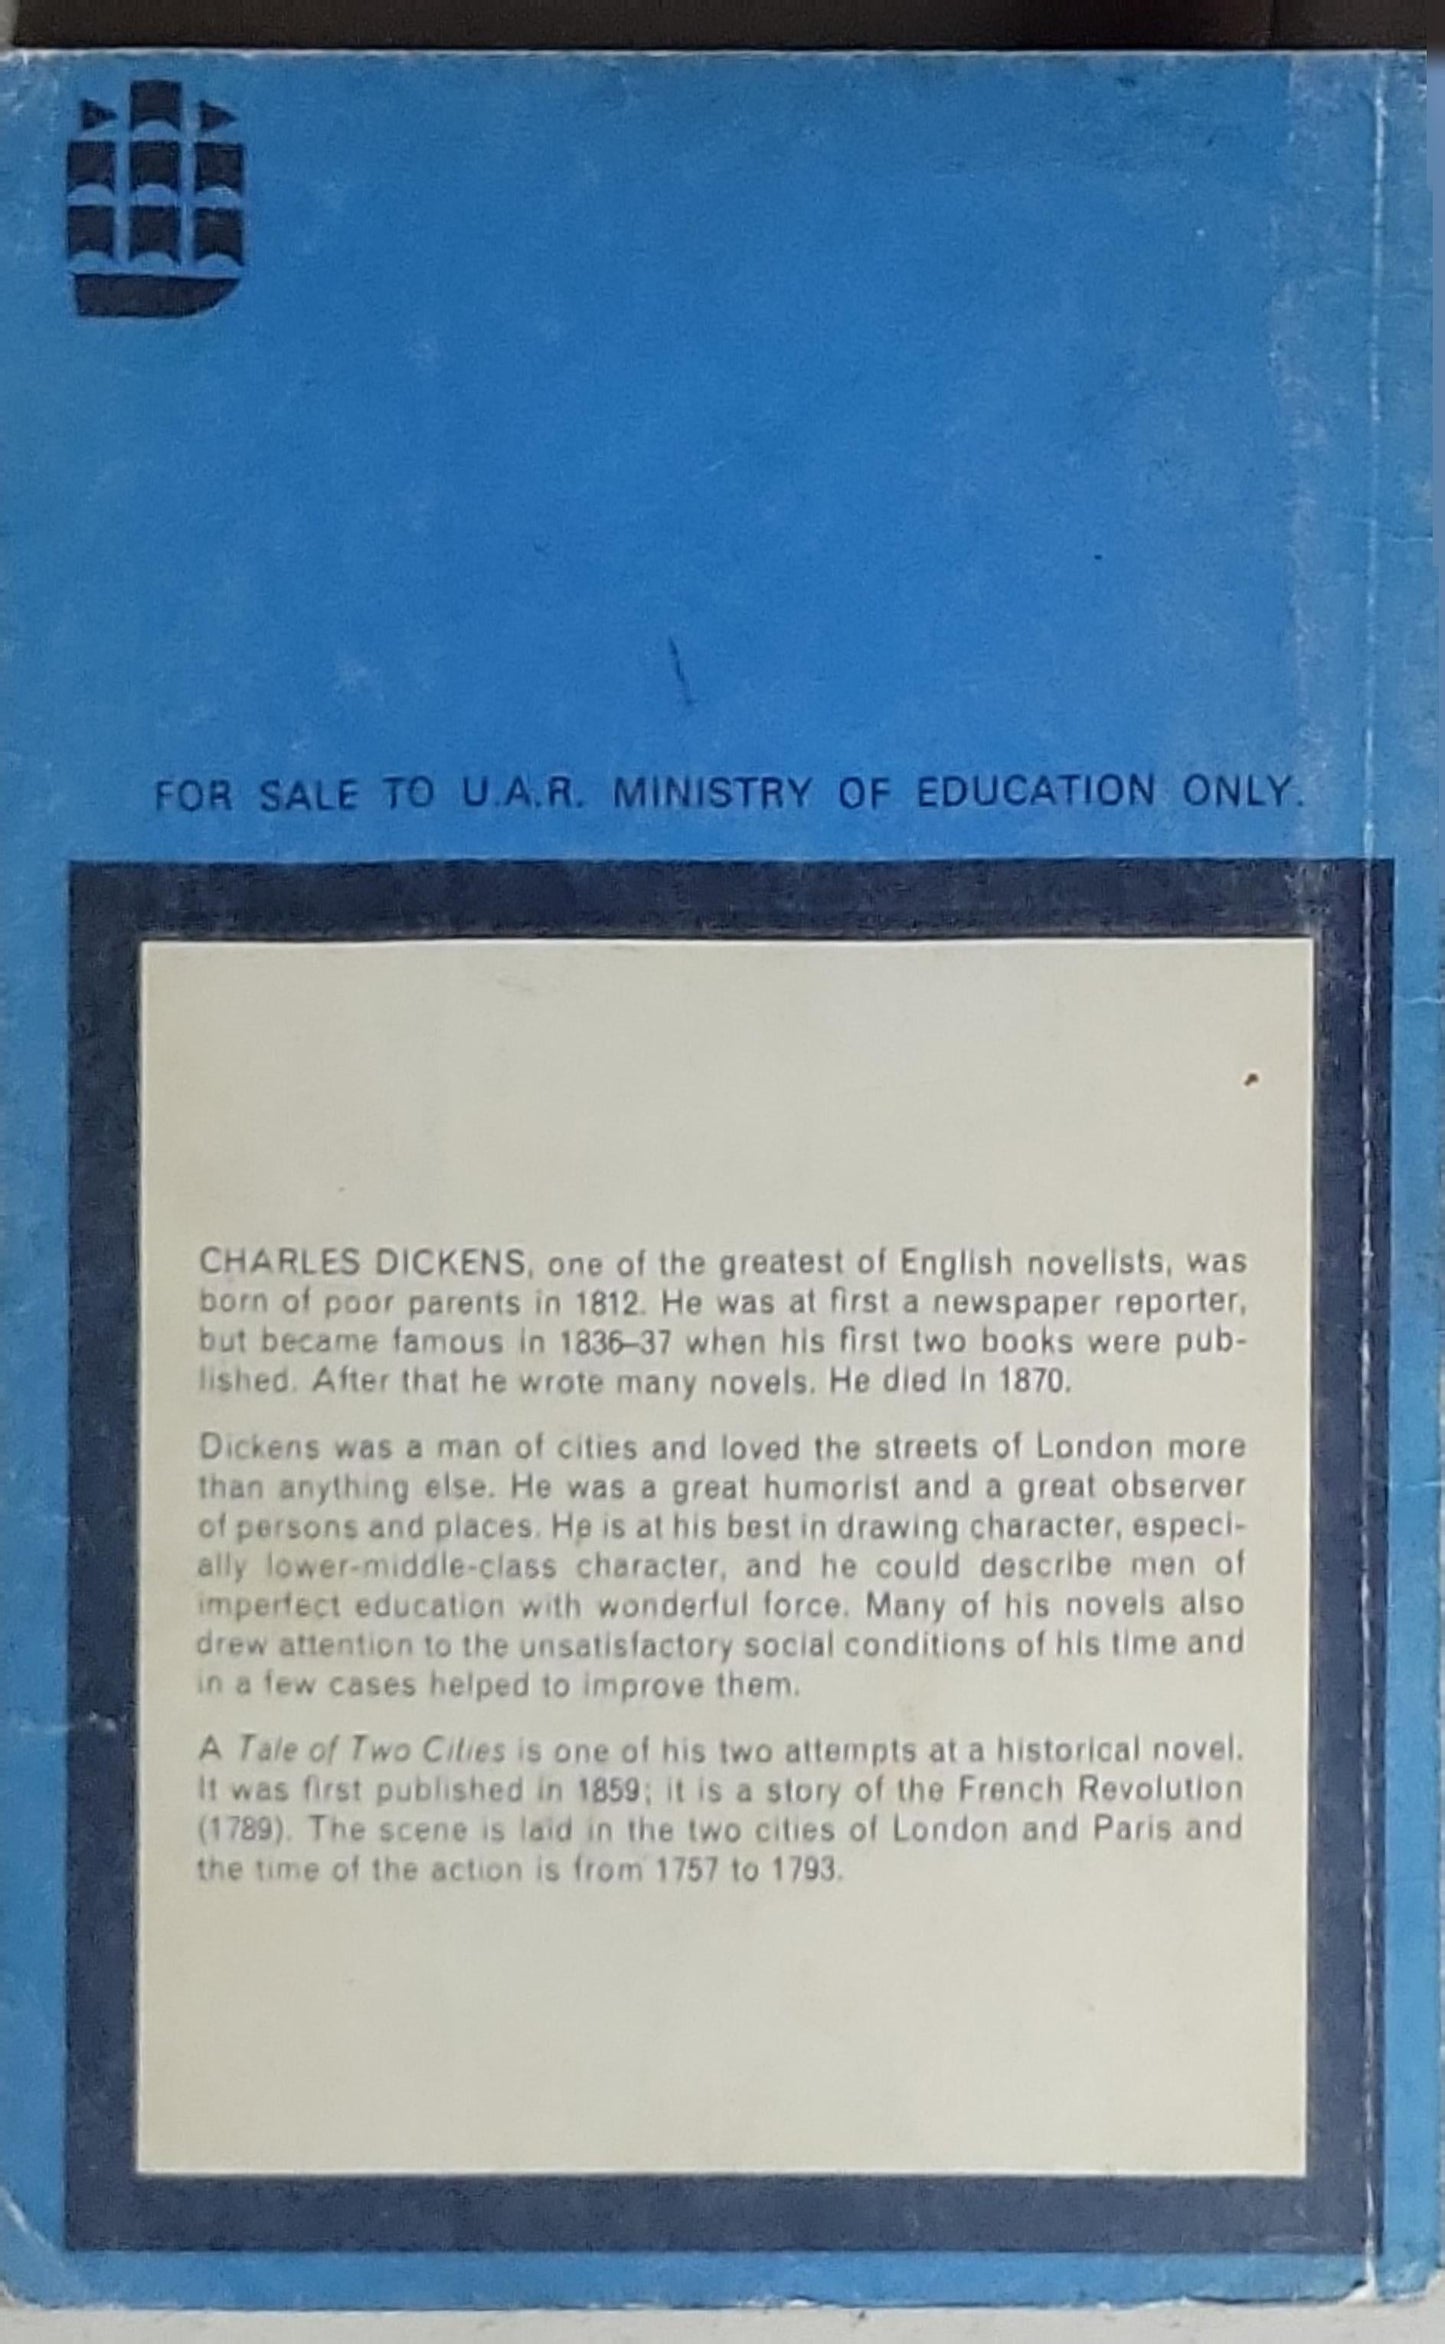 FOR SALE TO U.A.R. MINISTRY OF EDUCATION ONLY.
CHARLES DICKENS, one of the greatest of English novelists, was
born of poor parents in 1812. He was at first a newspaper reporter,
but became famous in 1836–37 when his first two books were pub-
lished. After that he wrote many novels. He died in 1870.
Dickens was a man of cities and loved the streets of London more
than anything else. He was a great humorist and a great observer
of persons and places. He is at his best in drawing character, especi-
ally lower-middle-class character, and he could describe men of
imperfect education with wonderful force. Many of his novels also
drew attention to the unsatisfactory social conditions of his time and
in a few cases helped to improve them.
A Tale of Two Cities is one of his two attempts at a historical novel.
It was first published in 1859; it is a story of the French Revolution
(1789). The scene is laid in the two cities of London and Paris and
the time of the action is from 1757 to 1793.